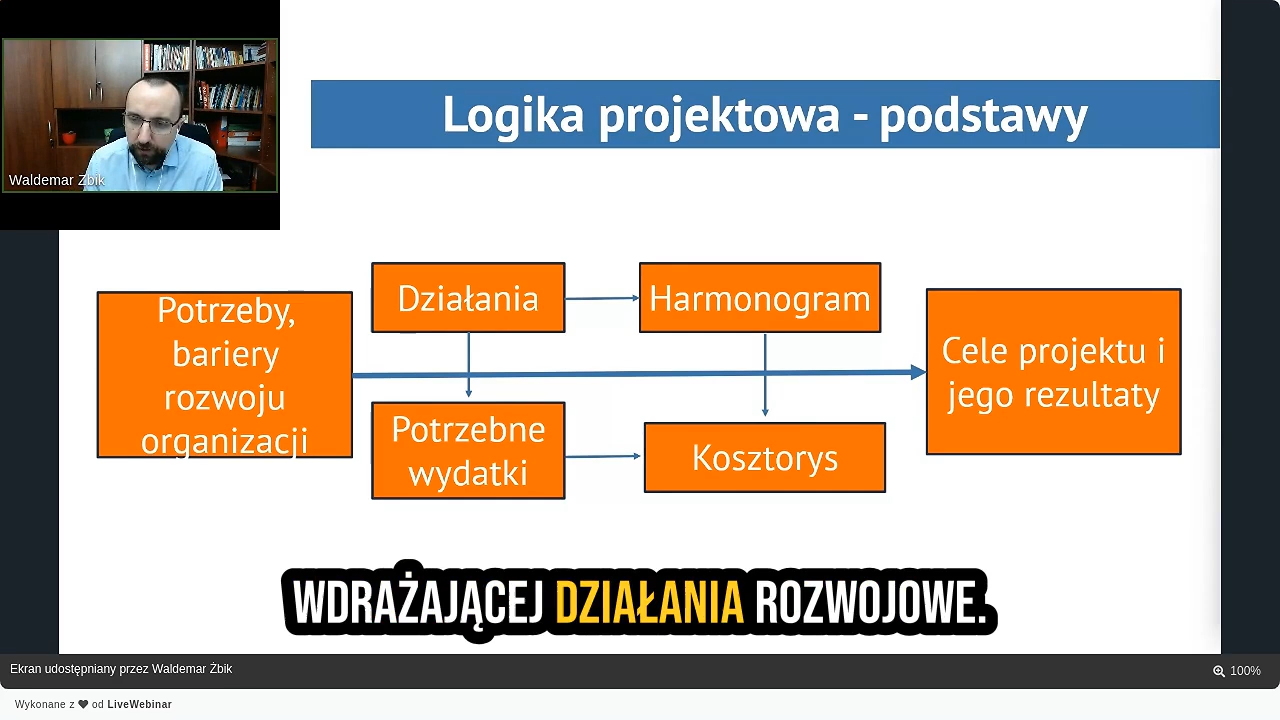 Logika projektowa - podstawy
Waldemar Żbik
Potrzeby,
bariery
rozwoju
organizacji
Działania
Harmonogram
Potrzebne
wydatki
Kosztorys
Cele projektu i
jego rezultaty
WDRAŻAJĄCEJ DZIAŁANIA ROZWOJOWE.
Ekran udostępniany przez Waldemar Żbik
100%
Wykonane z ❤ od LiveWebinar